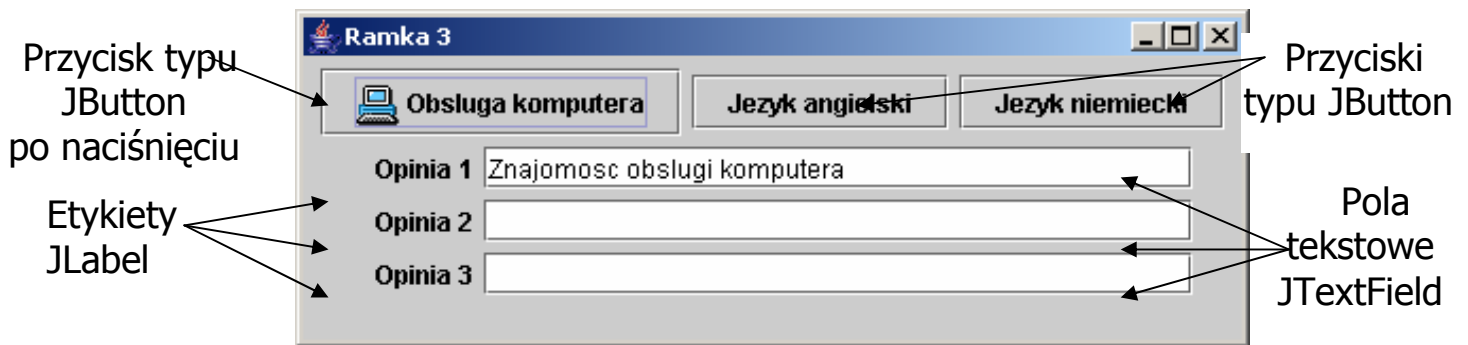 Ramka 3
Przycisk typu
JButton
po naciśnięciu
Obsluga komputera
Jezyk angielski
Jezyk niemiecki
Przyciski
typu JButton
Opinia 1
Znajomosc obslugi komputera
Opinia 2
Opinia 3
Etykiety
JLabel
Pola
tekstowe
JTextField